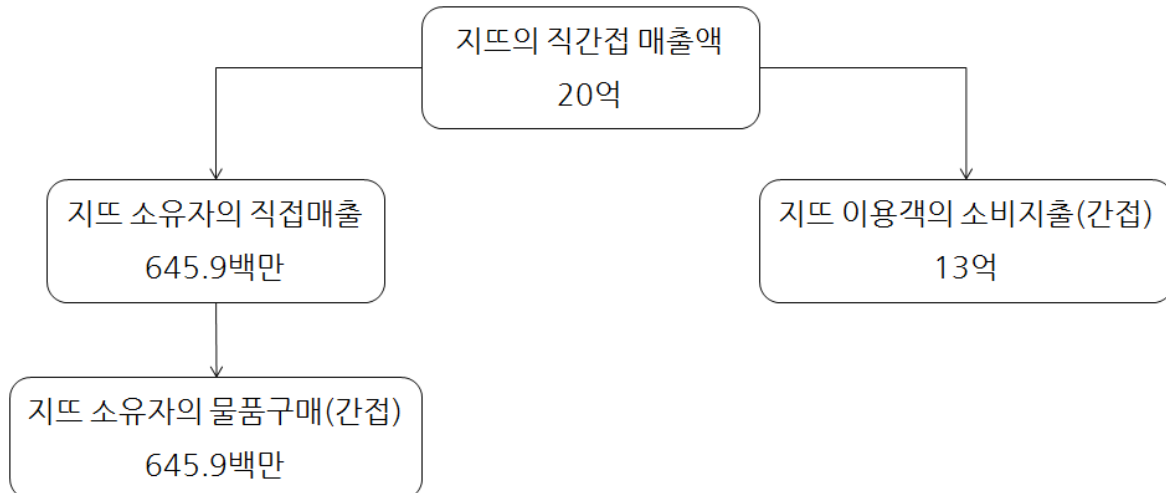 지뜨의 직간접 매출액
20억
지뜨 소유자의 직접매출
645.9백만
지뜨 이용객의 소비지출(간접)
13억
지뜨 소유자의 물품구매(간접)
645.9백만